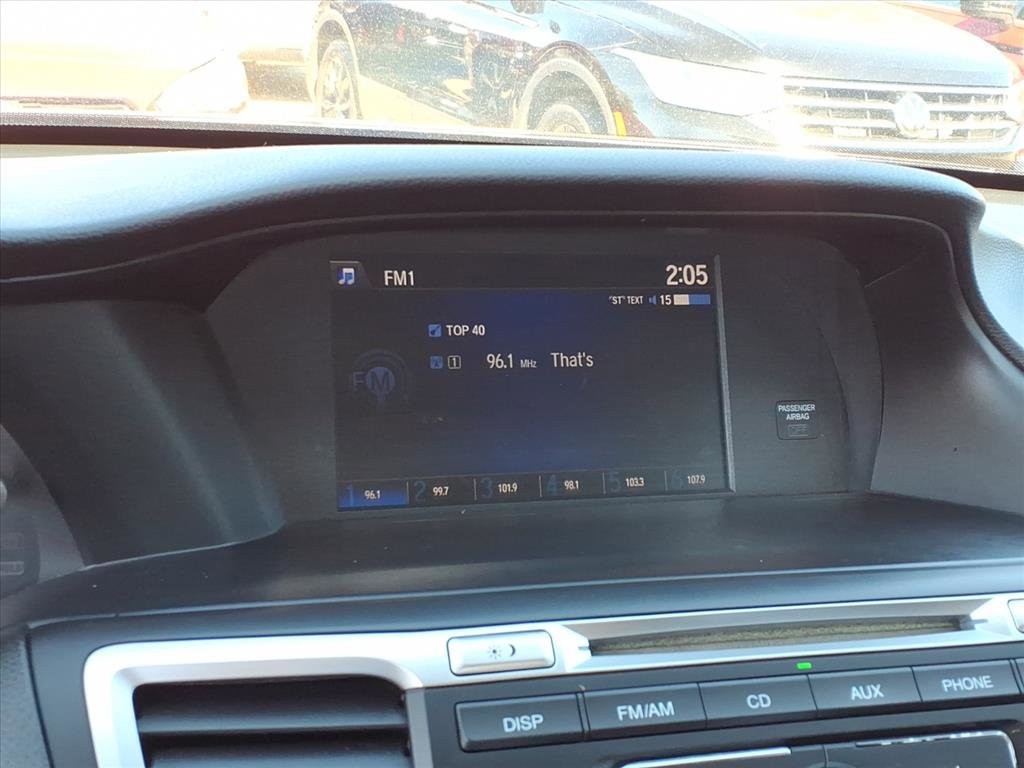 FM1 2:05
"ST" TEXT 15
TOP 40
1 96.1 MHz That's
FM
1 96.1 2 99.7 3 101.9 4 98.1 5 103.3 6 107.9
PASSENGER
AIRBAG
OFF
DISP FM/AM CD AUX PHONE